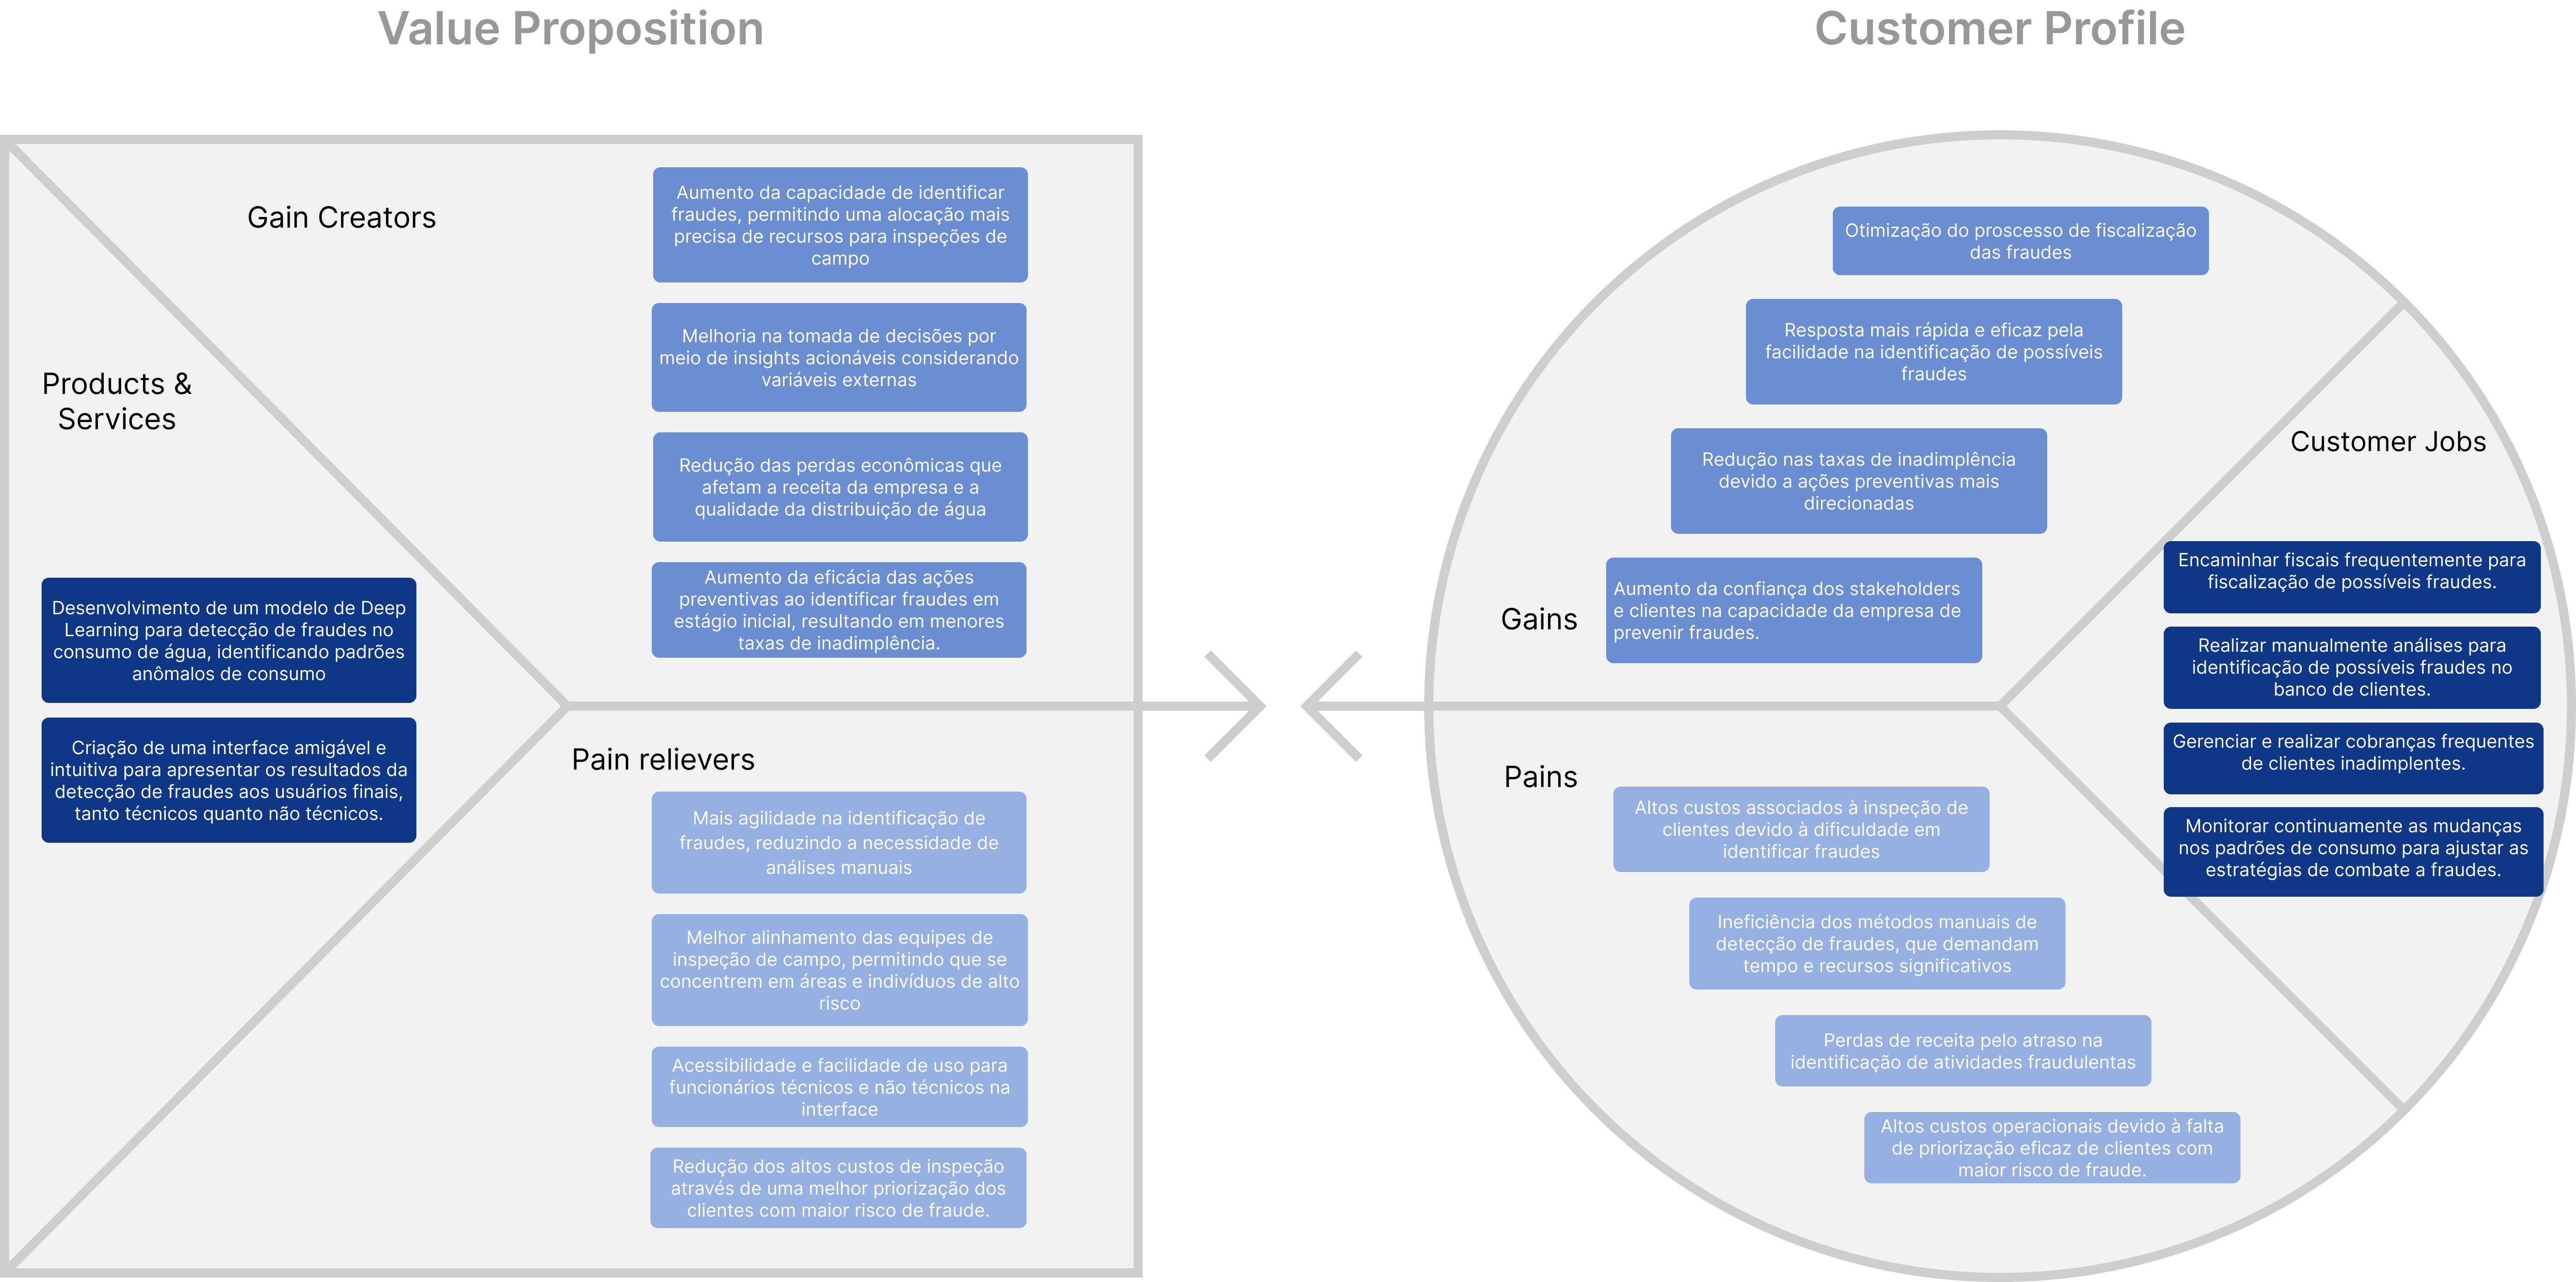 Value Proposition
Customer Profile
Gain Creators
Aumento da capacidade de identificar
fraudes, permitindo uma alocação mais
precisa de recursos para inspeções de
campo
Melhoria na tomada de decisões por
meio de insights acionáveis considerando
variáveis externas
Redução das perdas econômicas que
afetam a receita da empresa e a
qualidade da distribuição de água
Aumento da eficácia das ações
preventivas ao identificar fraudes em
estágio inicial, resultando em menores
taxas de inadimplência.
Products &
Services
Desenvolvimento de um modelo de Deep
Learning para detecção de fraudes no
consumo de água, identificando padrões
anômalos de consumo
Criação de uma interface amigável e
intuitiva para apresentar os resultados da
detecção de fraudes aos usuários finais,
tanto técnicos quanto não técnicos.
Pain relievers
Mais agilidade na identificação de
fraudes, reduzindo a necessidade de
análises manuais
Melhor alinhamento das equipes de
inspeção de campo, permitindo que se
concentrem em áreas e indivíduos de alto
risco
Acessibilidade e facilidade de uso para
funcionários técnicos e não técnicos na
interface
Redução dos altos custos de inspeção
através de uma melhor priorização dos
clientes com maior risco de fraude.
Otimização do proscesso de fiscalização
das fraudes
Resposta mais rápida e eficaz pela
facilidade na identificação de possíveis
fraudes
Redução nas taxas de inadimplência
devido a ações preventivas mais
direcionadas
Gains
Aumento da confiança dos stakeholders
e clientes na capacidade da empresa de
prevenir fraudes.
Customer Jobs
Encaminhar fiscais frequentemente para
fiscalização de possíveis fraudes.
Realizar manualmente análises para
identificação de possíveis fraudes no
banco de clientes.
Gerenciar e realizar cobranças frequentes
de clientes inadimplentes.
Monitorar continuamente as mudanças
nos padrões de consumo para ajustar as
estratégias de combate a fraudes.
Pains
Altos custos associados à inspeção de
clientes devido à dificuldade em
identificar fraudes
Ineficiência dos métodos manuais de
detecção de fraudes, que demandam
tempo e recursos significativos
Perdas de receita pelo atraso na
identificação de atividades fraudulentas
Altos custos operacionais devido à falta
de priorização eficaz de clientes com
maior risco de fraude.